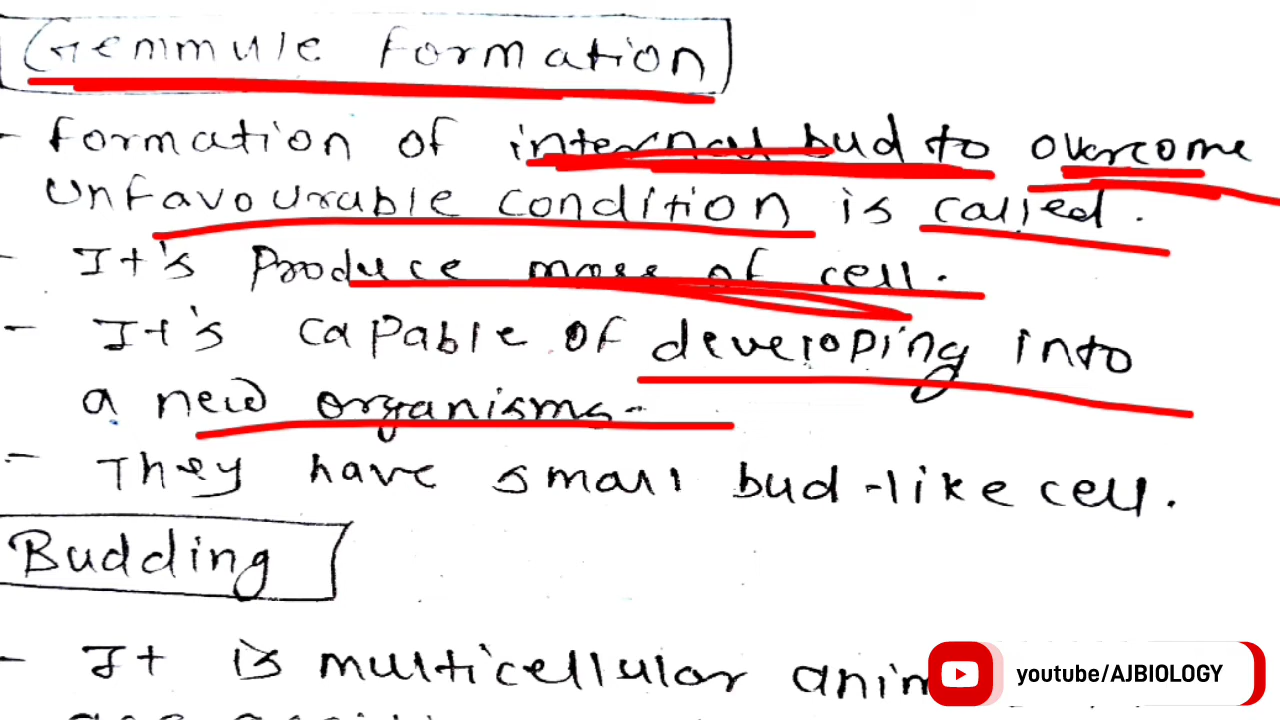 Gemmule Formation
- Formation of internal bud to overcome
unfavourable condition is called.
- It's Produce mass of cell.
- It's capable of developing into
a new organisms.
- They have small bud-like cell.
Budding
- It is multicellular anim
youtube/AJBIOLOGY